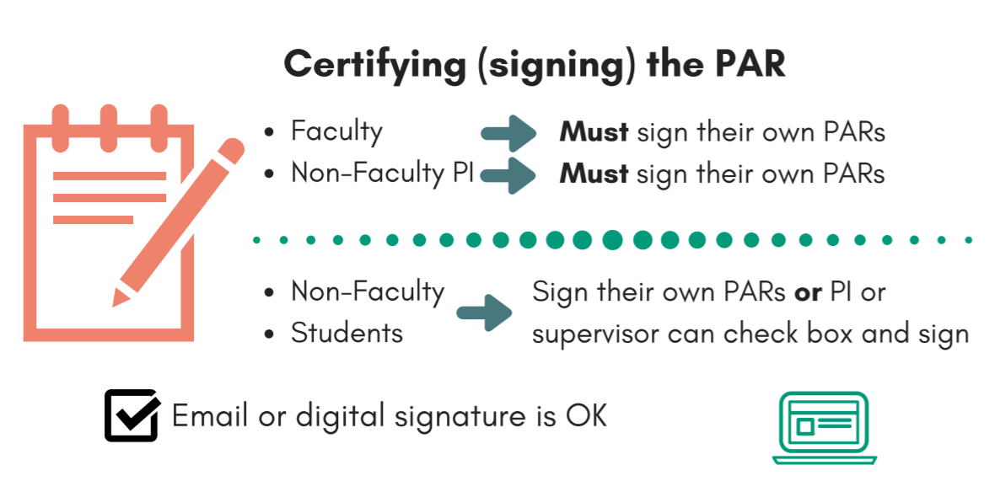 Certifying (signing) the PAR
• Faculty Must sign their own PARs
• Non-Faculty PI Must sign their own PARs
• Non-Faculty
• Students
Sign their own PARs or PI or
supervisor can check box and sign
Email or digital signature is OK